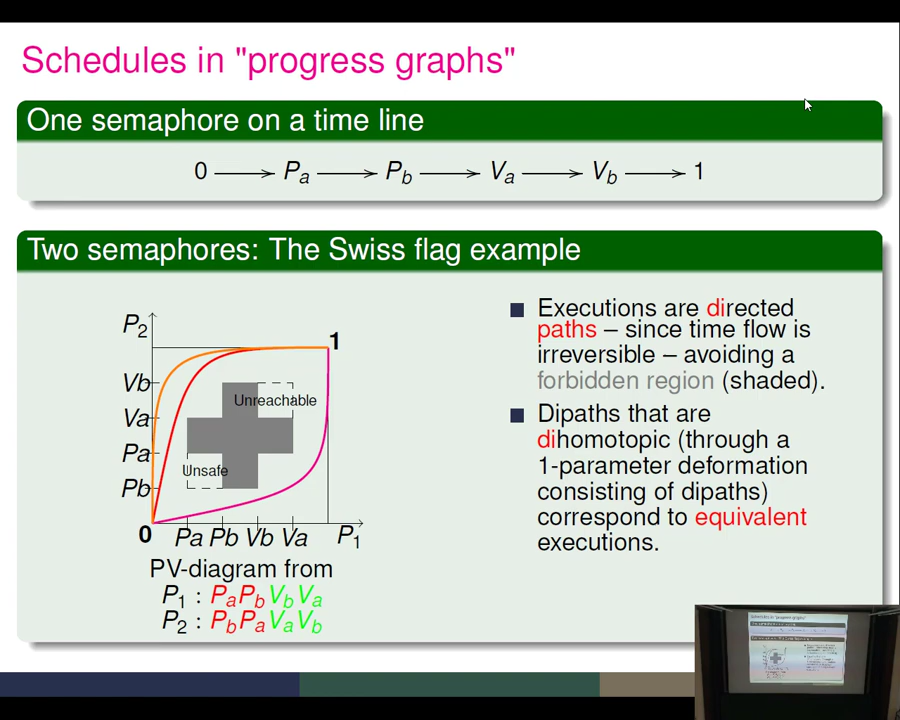 Schedules in "progress graphs"
One semaphore on a time line
0 ⟶ Pa ⟶ Pb ⟶ Va ⟶ Vb ⟶ 1
Two semaphores: The Swiss flag example
P2
1
Vb
Unreachable
Va
Pa
Unsafe
Pb
0
Pa Pb Vb Va P1
PV-diagram from
P1 : PaPbVbVa
P2 : PbPaVaVb
Executions are directed
paths – since time flow is
irreversible – avoiding a
forbidden region (shaded).
Dipaths that are
dihomotopic (through a
1-parameter deformation
consisting of dipaths)
correspond to equivalent
executions.